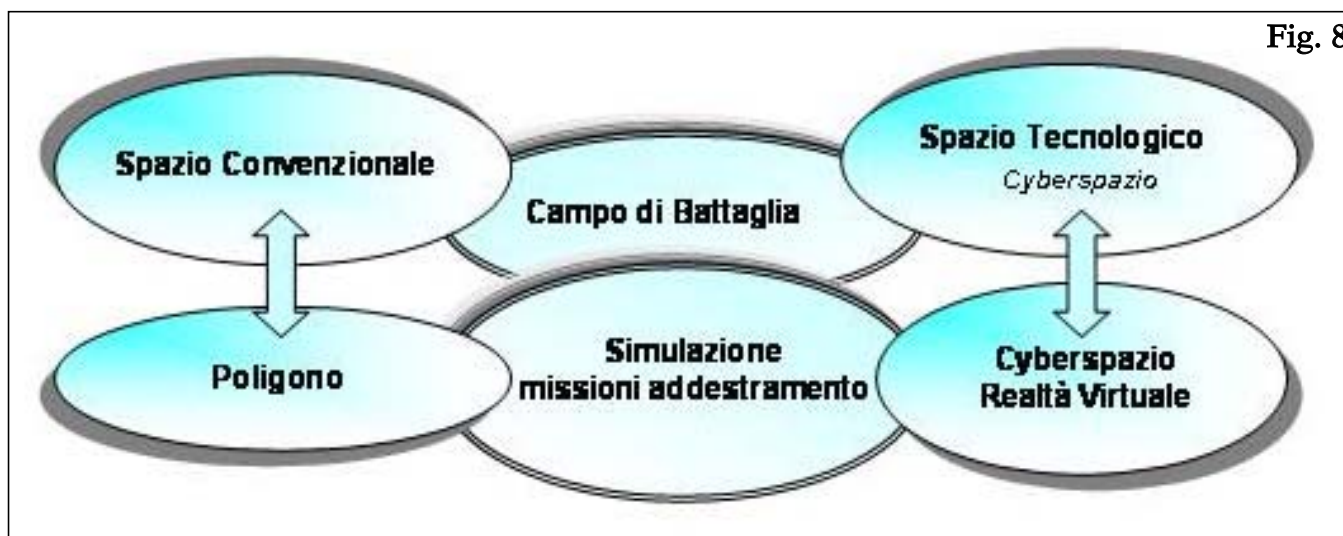 Fig. 8
Spazio Convenzionale
Campo di Battaglia
Spazio Tecnologico
Cyberspazio
Poligono
Simulazione
missioni addestramento
Cyberspazio
Realtà Virtuale